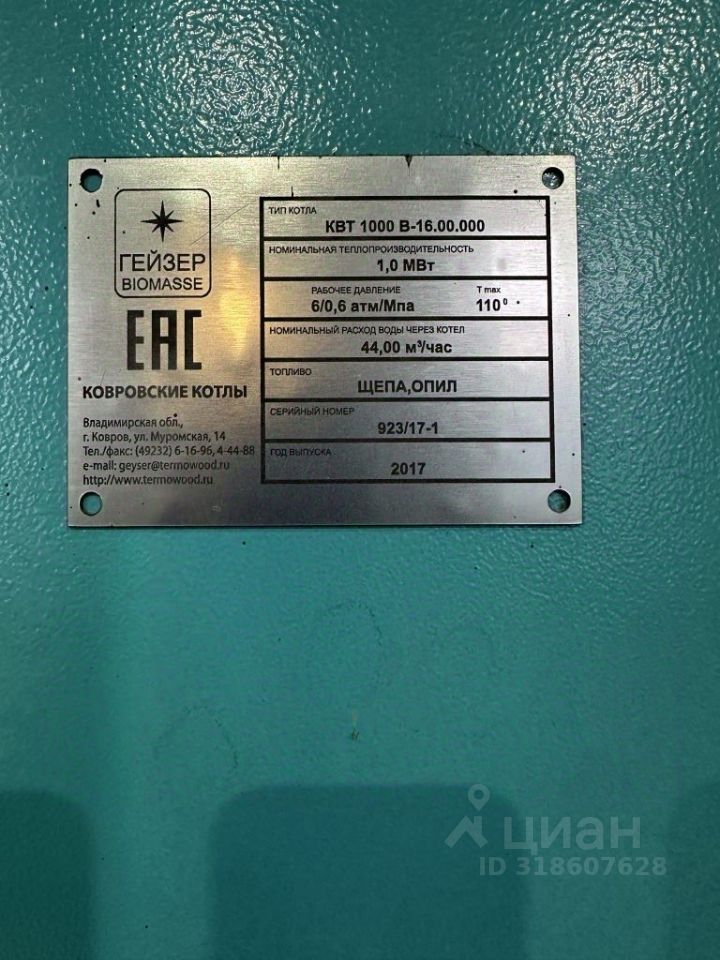 ГЕЙЗЕР
BIOMASSE
EAC
КОВРОВСКИЕ КОТЛЫ
Владимирская обл.,
г. Ковров, ул. Муромская, 14
Тел./факс: (49232) 6-16-96, 4-44-88
e-mail: geyser@termowood.ru
http://www.termowood.ru
ТИП КОТЛА
КВТ 1000 В-16.00.000
НОМИНАЛЬНАЯ ТЕПЛОПРОИЗВОДИТЕЛЬНОСТЬ
1,0 МВт
РАБОЧЕЕ ДАВЛЕНИЕ T max
6/0,6 атм/Мпа 110⁰
НОМИНАЛЬНЫЙ РАСХОД ВОДЫ ЧЕРЕЗ КОТЕЛ
44,00 м³/час
ТОПЛИВО
ЩЕПА,ОПИЛ
СЕРИЙНЫЙ НОМЕР
923/17-1
ГОД ВЫПУСКА
2017
циан
ID 318607628